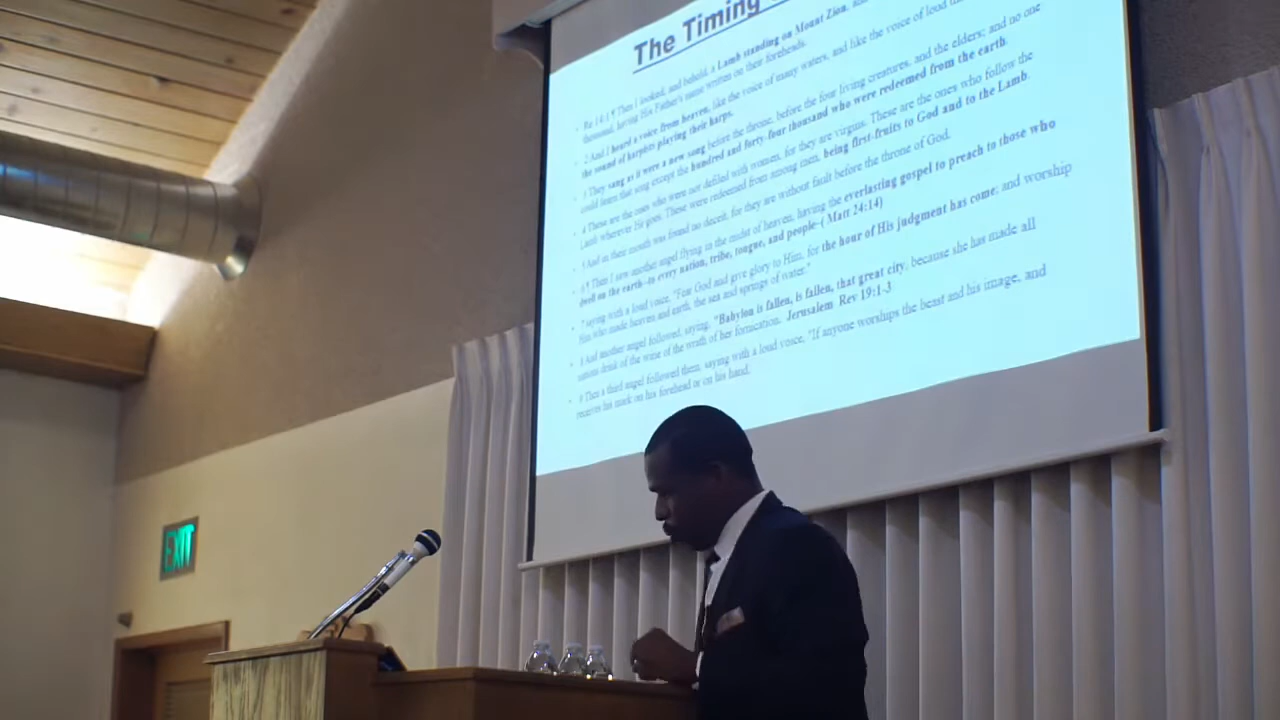 The Timing
Re 14:1 ¶ Then I looked, and behold, a Lamb standing on Mount Zion, and
thousand, having His Father's name written on their foreheads.
2 And I heard a voice from heaven, like the voice of many waters, and like the voice of loud
the sound of harpists playing their harps.
3 They sang as it were a new song before the throne, before the four living creatures, and the elders; and no one
could learn that song except the hundred and forty-four thousand who were redeemed from the earth.
4 These are the ones who were not defiled with women, for they are virgins. These are the ones who follow the
Lamb wherever He goes. These were redeemed from among men, being first-fruits to God and to the Lamb.
5 And in their mouth was found no deceit, for they are without fault before the throne of God.
6 ¶ Then I saw another angel flying in the midst of heaven, having the everlasting gospel to preach to those who
dwell on the earth--to every nation, tribe, tongue, and people--( Matt 24:14)
7 saying with a loud voice, "Fear God and give glory to Him, for the hour of His judgment has come; and worship
Him who made heaven and earth, the sea and springs of water."
8 And another angel followed, saying, "Babylon is fallen, is fallen, that great city, because she has made all
nations drink of the wine of the wrath of her fornication. Jerusalem Rev 19:1-3
9 Then a third angel followed them, saying with a loud voice, "If anyone worships the beast and his image, and
receives his mark on his forehead or on his hand,
EXIT